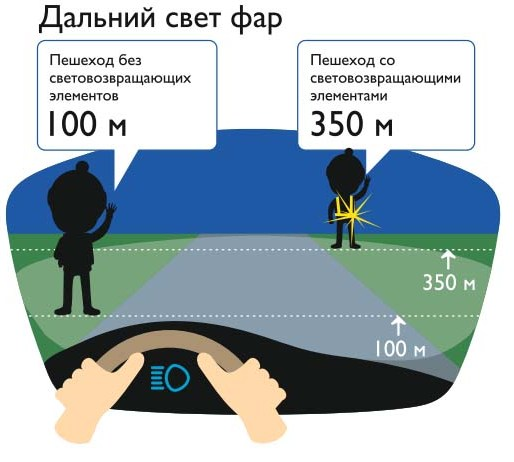 Дальний свет фар
Пешеход без
световозвращающих
элементов
100 м
Пешеход со
световозвращающими
элементами
350 м
350 м
100 м